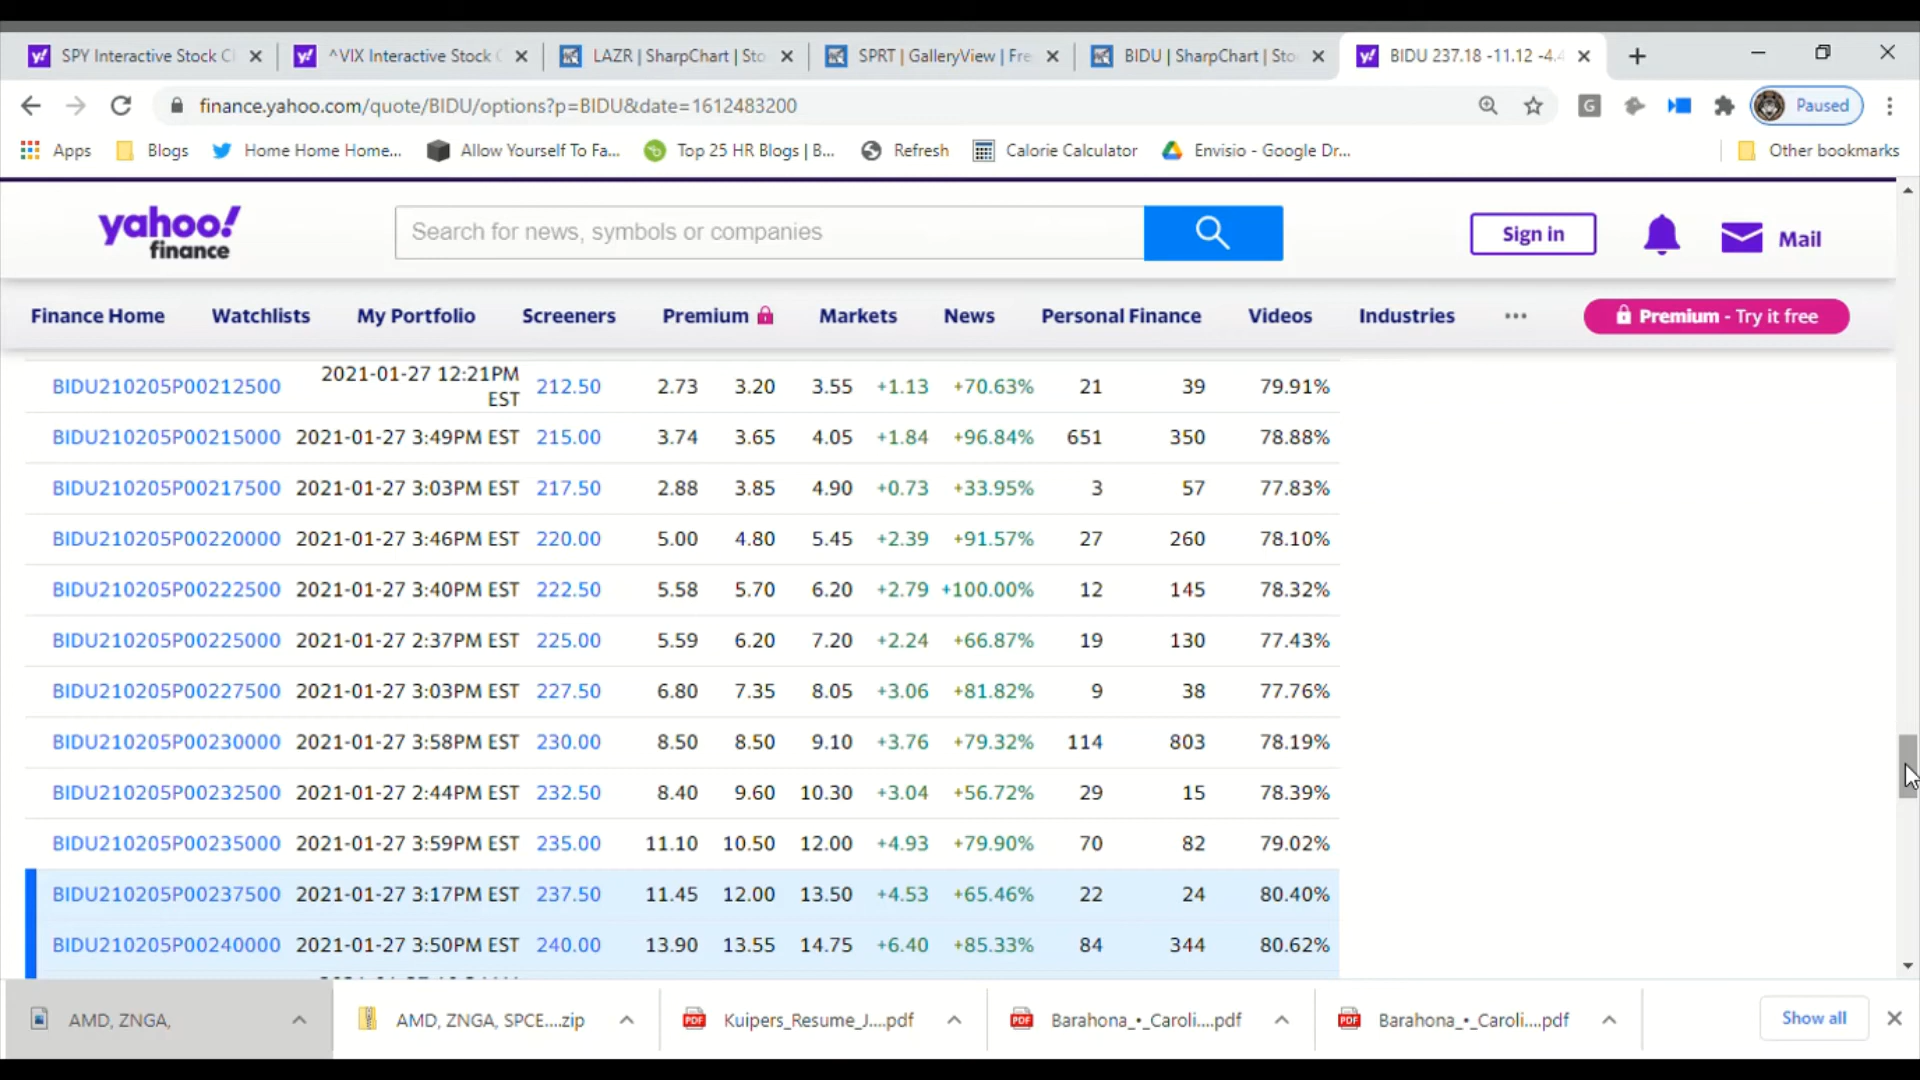 SPY Interactive Stock C
^VIX Interactive Stock
LAZR | SharpChart | Sto
SPRT | GalleryView | Fre
BIDU | SharpChart | Sto
BIDU 237.18 -11.12 -4.4
finance.yahoo.com/quote/BIDU/options?p=BIDU&date=1612483200
Paused
Apps
Blogs
Home Home Home...
Allow Yourself To Fa...
Top 25 HR Blogs | B...
Refresh
Calorie Calculator
Envisio - Google Dr...
Other bookmarks
yahoo!
finance
Search for news, symbols or companies
Sign in
Mail
Finance Home Watchlists My Portfolio Screeners Premium Markets News Personal Finance Videos Industries ... Premium - Try it free
BIDU210205P00212500 2021-01-27 12:21PM EST 212.50 2.73 3.20 3.55 +1.13 +70.63% 21 39 79.91%
BIDU210205P00215000 2021-01-27 3:49PM EST 215.00 3.74 3.65 4.05 +1.84 +96.84% 651 350 78.88%
BIDU210205P00217500 2021-01-27 3:03PM EST 217.50 2.88 3.85 4.90 +0.73 +33.95% 3 57 77.83%
BIDU210205P00220000 2021-01-27 3:46PM EST 220.00 5.00 4.80 5.45 +2.39 +91.57% 27 260 78.10%
BIDU210205P00222500 2021-01-27 3:40PM EST 222.50 5.58 5.70 6.20 +2.79 +100.00% 12 145 78.32%
BIDU210205P00225000 2021-01-27 2:37PM EST 225.00 5.59 6.20 7.20 +2.24 +66.87% 19 130 77.43%
BIDU210205P00227500 2021-01-27 3:03PM EST 227.50 6.80 7.35 8.05 +3.06 +81.82% 9 38 77.76%
BIDU210205P00230000 2021-01-27 3:58PM EST 230.00 8.50 8.50 9.10 +3.76 +79.32% 114 803 78.19%
BIDU210205P00232500 2021-01-27 2:44PM EST 232.50 8.40 9.60 10.30 +3.04 +56.72% 29 15 78.39%
BIDU210205P00235000 2021-01-27 3:59PM EST 235.00 11.10 10.50 12.00 +4.93 +79.90% 70 82 79.02%
BIDU210205P00237500 2021-01-27 3:17PM EST 237.50 11.45 12.00 13.50 +4.53 +65.46% 22 24 80.40%
BIDU210205P00240000 2021-01-27 3:50PM EST 240.00 13.90 13.55 14.75 +6.40 +85.33% 84 344 80.62%
AMD, ZNGA,
AMD, ZNGA, SPCE....zip
Kuipers_Resume_J....pdf
Barahona_•_Caroli....pdf
Barahona_•_Caroli....pdf
Show all